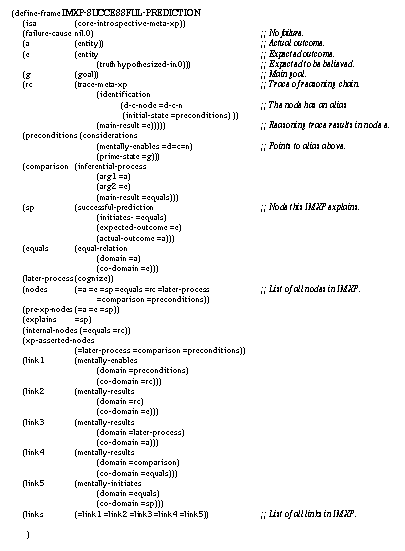 (define-frame IMXP-SUCCESSFUL-PREDICTION
(isa (core-introspective-meta-xp))
(failure-cause nil.0) ;; No failure.
(a (entity)) ;; Actual outcome.
(e (entity ;; Expected outcome.
(truth hypothesized-in.0))) ;; Expected to be believed.
(g (goal)) ;; Main goal.
(rc (trace-meta-xp ;; Trace of reasoning chain.
(identification
(d-c-node =d-c-n ;; The node has an alias
(initial-state =preconditions) ))
(main-result =e))))) ;; Reasoning trace results in node e.
(preconditions (considerations
(mentally-enables =d=c=n) ;; Points to alias above.
(prime-state =g)))
(comparison (inferential-process
(arg1 =a)
(arg2 =e)
(main-result =equals)))
(sp (successful-prediction ;; Node this IMXP explains.
(initiates- =equals)
(expected-outcome =e)
(actual-outcome =a)))
(equals (equal-relation
(domain =a)
(co-domain =e)))
(later-process (cognize))
(nodes (=a =e =sp =equals =rc =later-process ;; List of all nodes in IMXP.
=comparison =preconditions))
(pre-xp-nodes (=a =e =sp))
(explains =sp)
(internal-nodes (=equals =rc))
(xp-asserted-nodes
(=later-process =comparison =preconditions))
(link1 (mentally-enables
(domain =preconditions)
(co-domain =rc)))
(link2 (mentally-results
(domain =rc)
(co-domain =e)))
(link3 (mentally-results
(domain =later-process)
(co-domain =a)))
(link4 (mentally-results
(domain =comparison)
(co-domain =equals)))
(link5 (mentally-initiates
(domain =equals)
(co-domain =sp)))
(links (=link1 =link2 =link3 =link4 =link5)) ;; List of all links in IMXP.
)